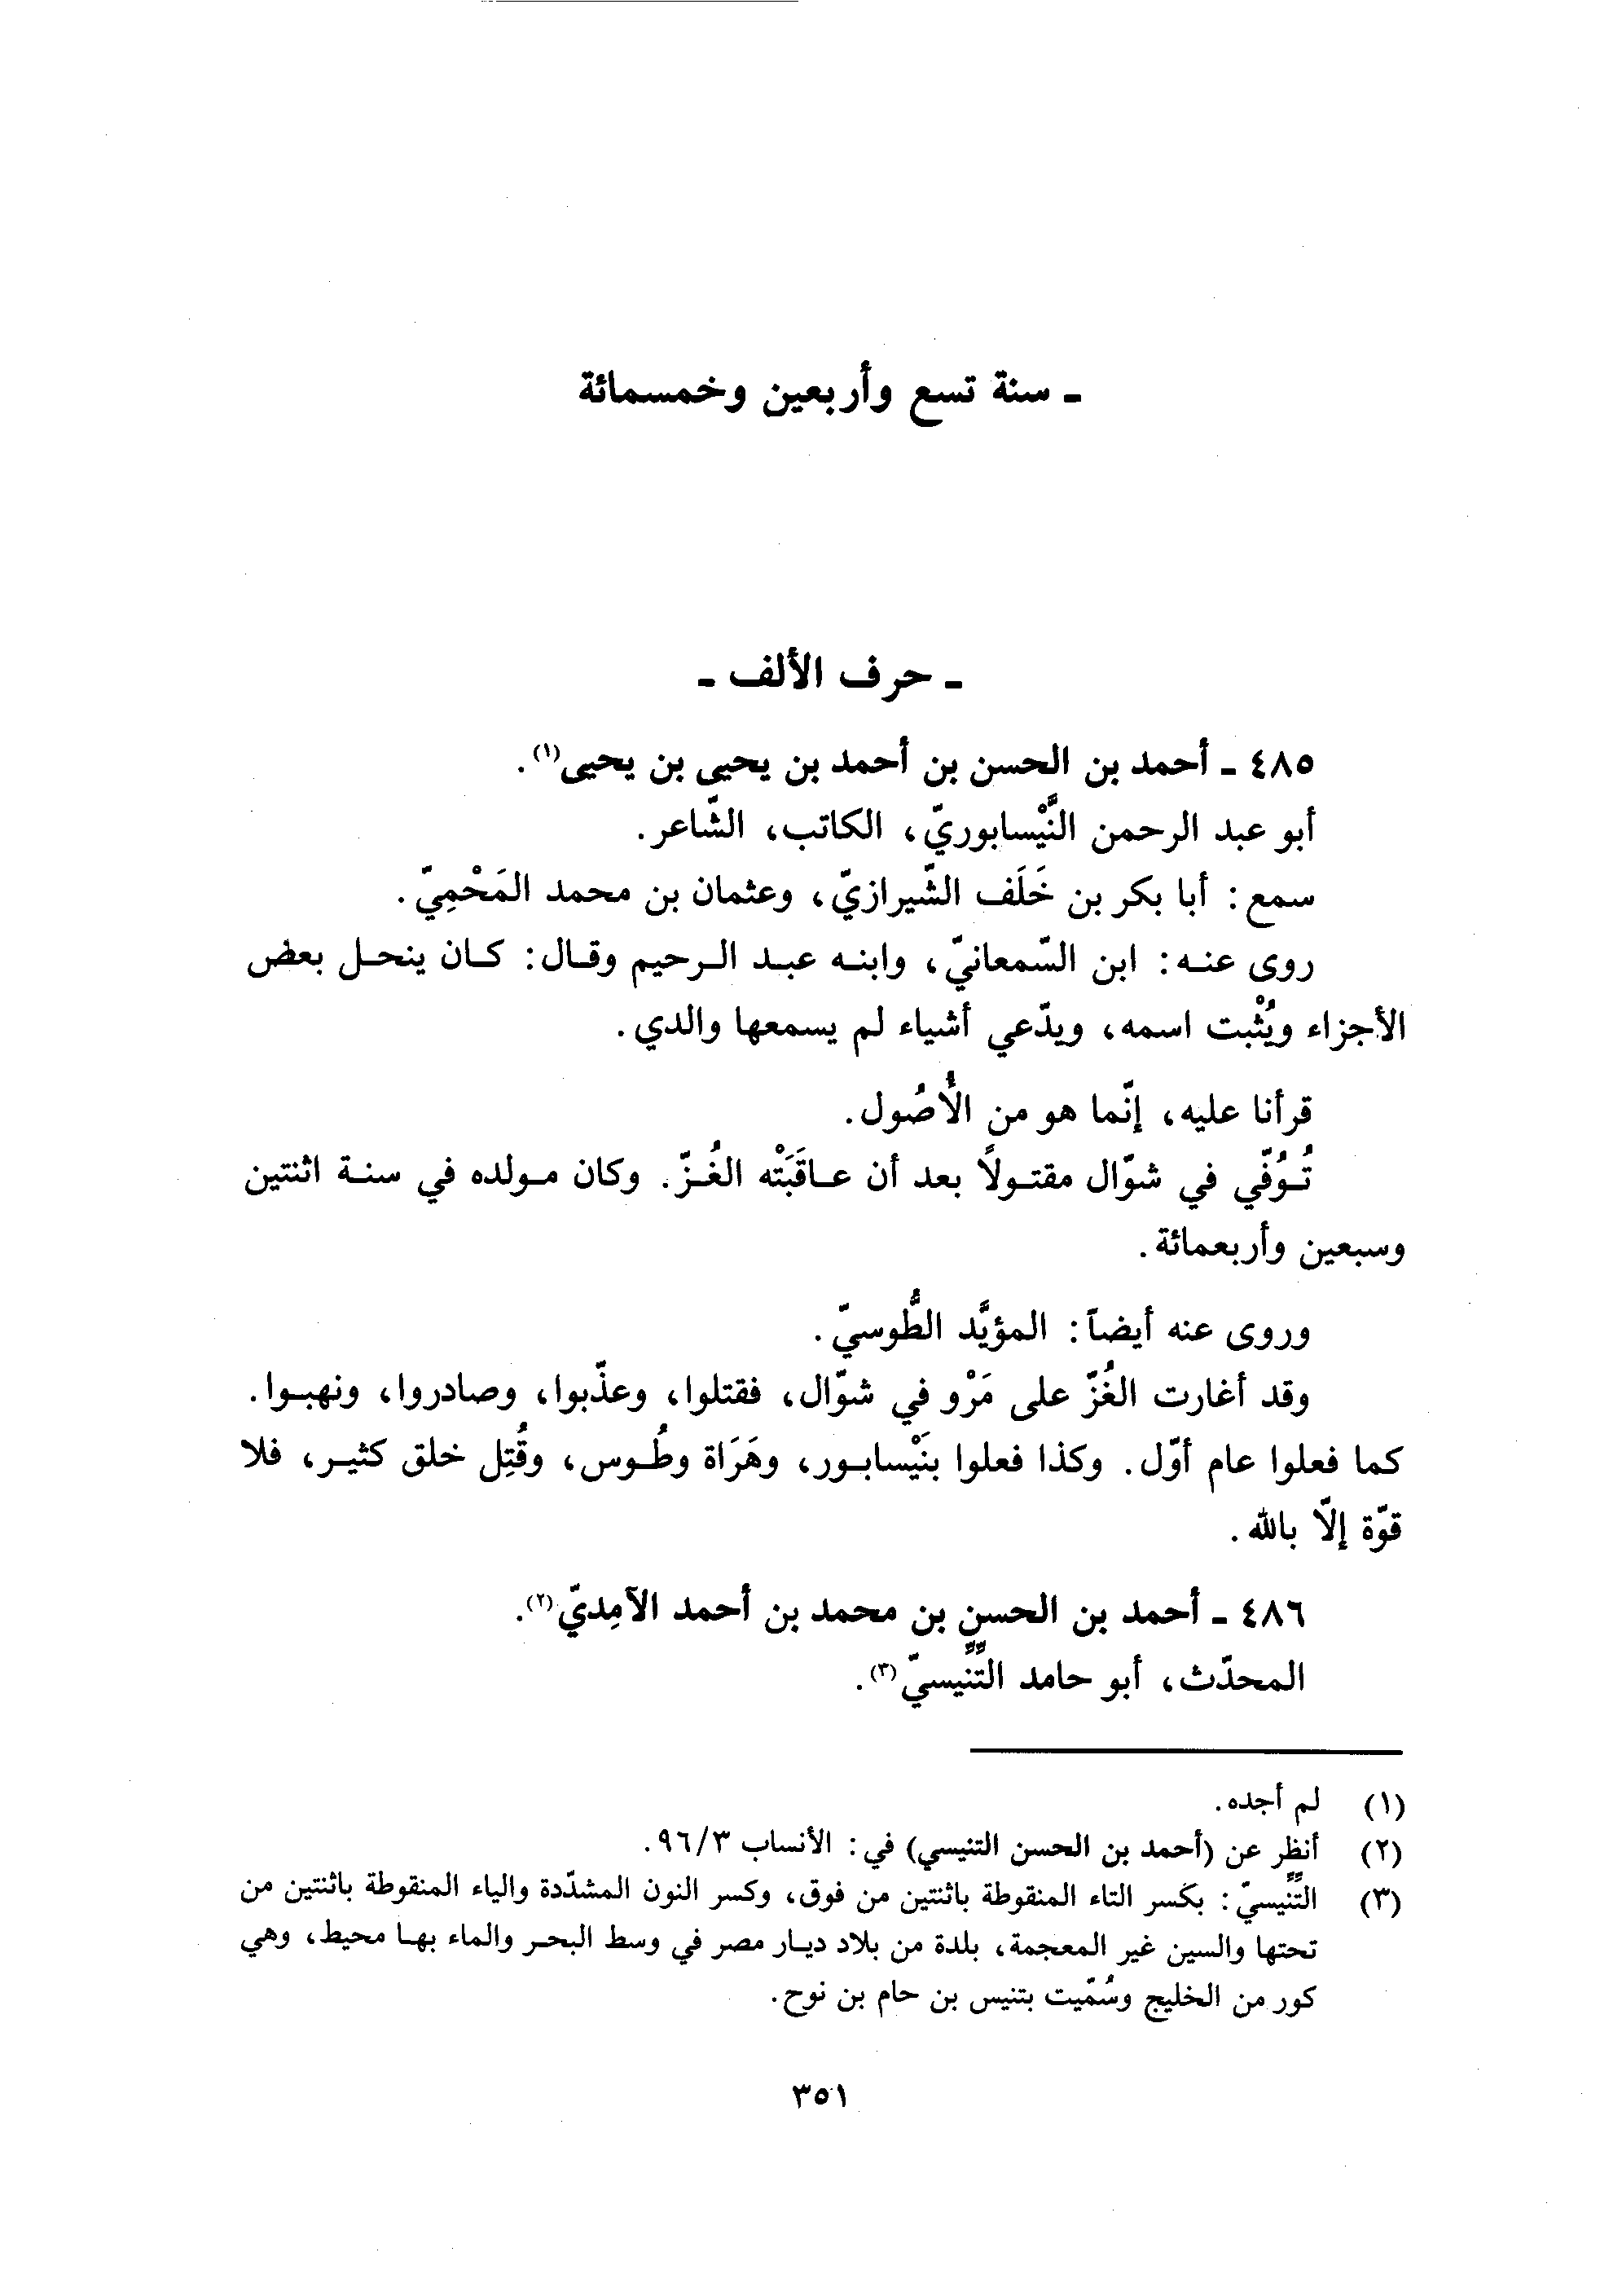 ـ سنة تسع وأربعين وخمسمائة
ـ حرف الألف ـ
٤٨٥ ـ أحمد بن الحسن بن أحمد بن يحيى بن يحيى(١).
أبو عبد الرحمن النَّيْسابوريّ، الكاتب، الشّاعر.
سمع: أبا بكر بن خَلَف الشّيرازيّ، وعثمان بن محمد المَحْمِيّ.
روى عنه: ابن السّمعانيّ، وابنه عبد الرحيم وقال: كان ينحل بعض
الأجزاء ويُثْبت اسمه، ويدّعي أشياء لم يسمعها والدي.
قرأنا عليه، إنّما هو من الُأصُول.
تُوُفّي في شوّال مقتولاً بعد أن عاقَبَتْه الغُزّ. وكان مولده في سنة اثنتين
وسبعين وأربعمائة.
وروى عنه أيضاً: المؤيَّد الطُّوسيّ.
وقد أغارت الغُزّ على مَرْو في شوّال، فقتلوا، وعذّبوا، وصادروا، ونهبوا.
كما فعلوا عام أوّل. وكذا فعلوا بنَيْسابور، وهَرَاة وطُوس، وقُتِل خلق كثير، فلا
قوّة إلّا بالله.
٤٨٦ ـ أحمد بن الحسن بن محمد بن أحمد الآمِديّ(٢).
المحدّث، أبو حامد التِّنِّيسيّ(٣).
(١) لم أجده.
(٢) أنظر عن (أحمد بن الحسن التنيسي) في: الأنساب ٩٦/٣.
(٣) التِّنِّيسيّ: بكسر التاء المنقوطة باثنتين من فوق، وكسر النون المشدّدة والياء المنقوطة باثنتين من
تحتها والسين غير المعجمة، بلدة من بلاد ديار مصر في وسط البحر والماء بها محيط، وهي
كور من الخليج وسُمّيت بتنيس بن حام بن نوح.
٣٥١